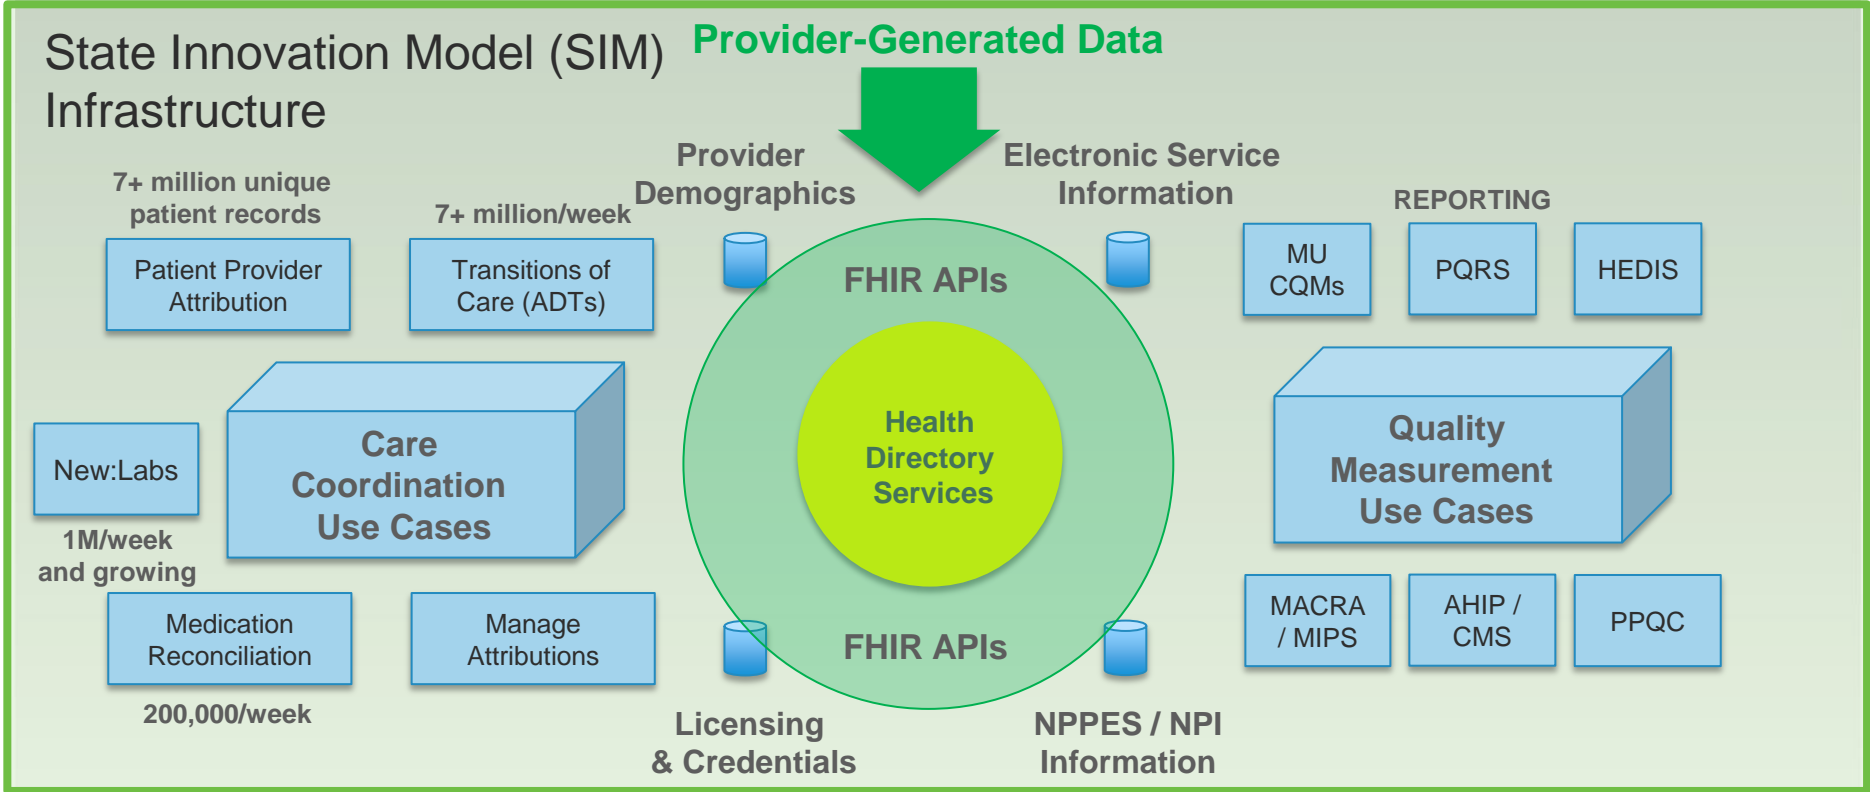 State Innovation Model (SIM)
Infrastructure
Provider-Generated Data
7+ million unique
patient records
Patient Provider
Attribution
7+ million/week
Transitions of
Care (ADTs)
Care
Coordination
Use Cases
New:Labs
1M/week
and growing
Medication
Reconciliation
200,000/week
Manage
Attributions
Provider
Demographics
Electronic Service
Information
FHIR APIs
Health
Directory
Services
FHIR APIs
Licensing
& Credentials
NPPES / NPI
Information
REPORTING
MU
CQMs
PQRS
HEDIS
Quality
Measurement
Use Cases
MACRA
/ MIPS
AHIP /
CMS
PPQC